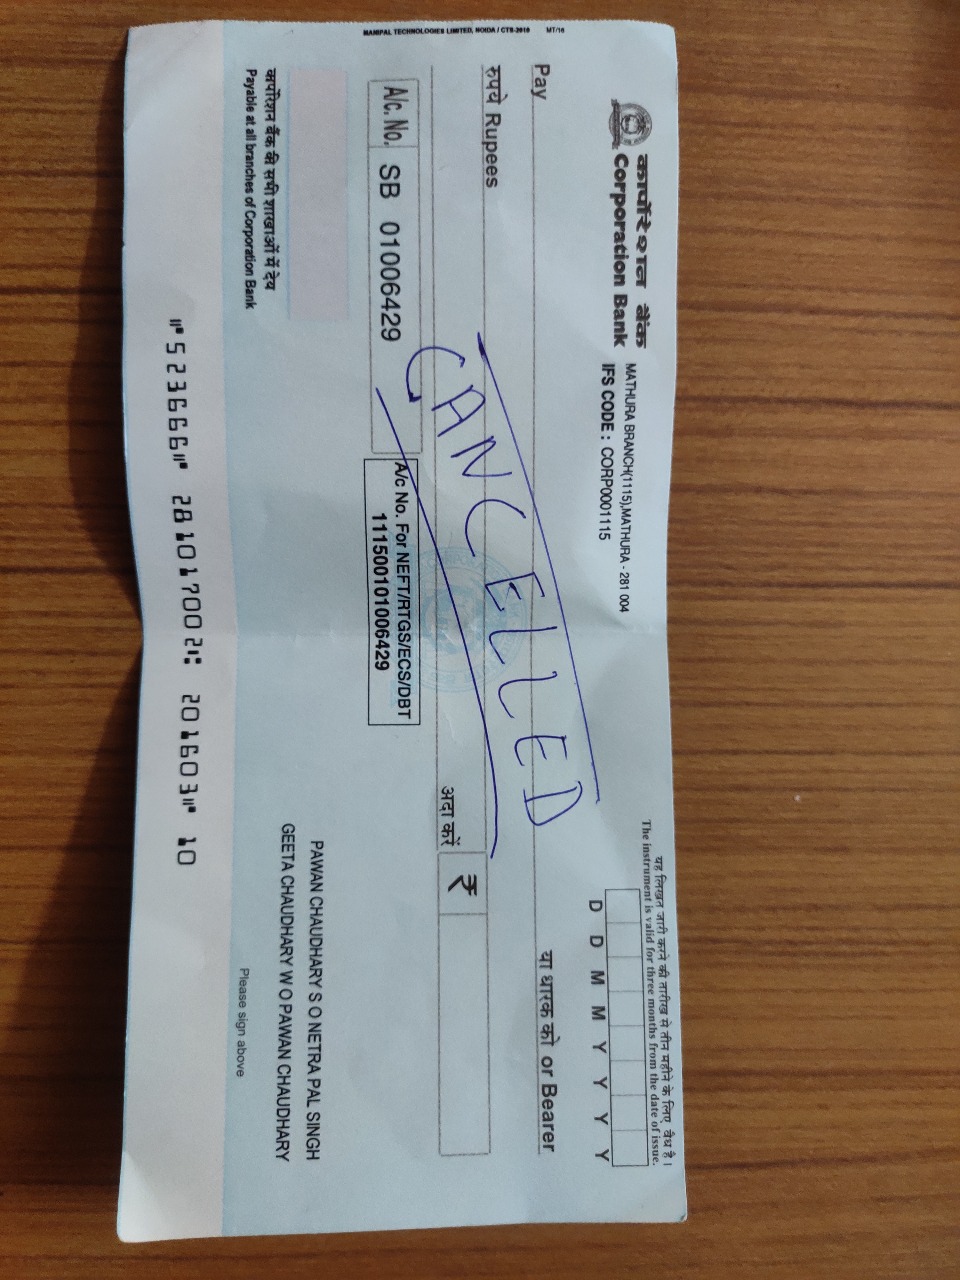 MANIPAL TECHNOLOGIES LIMITED, NOIDA / CTS-2010 MT/16
कार्पोरेशन बैंक
Corporation Bank
MATHURA BRANCH(1115),MATHURA - 281 004
IFS CODE : CORP0001115
यह लिखत जारी करने की तारीख से तीन महीने के लिए वैध है।
The instrument is valid for three months from the date of issue.
D D M M Y Y Y Y
Pay
या धारक को or Bearer
रुपये Rupees
CANCELLED
अदा करें ₹
A/c. No. SB 01006429
A/c No. For NEFT/RTGS/ECS/DBT
111500101006429
PAWAN CHAUDHARY S O NETRA PAL SINGH
GEETA CHAUDHARY W O PAWAN CHAUDHARY
कार्पोरेशन बैंक की सभी शाखाओं में देय
Payable at all branches of Corporation Bank
Please sign above
⑈523666⑈ 281017002⑆ 201603⑈ 10